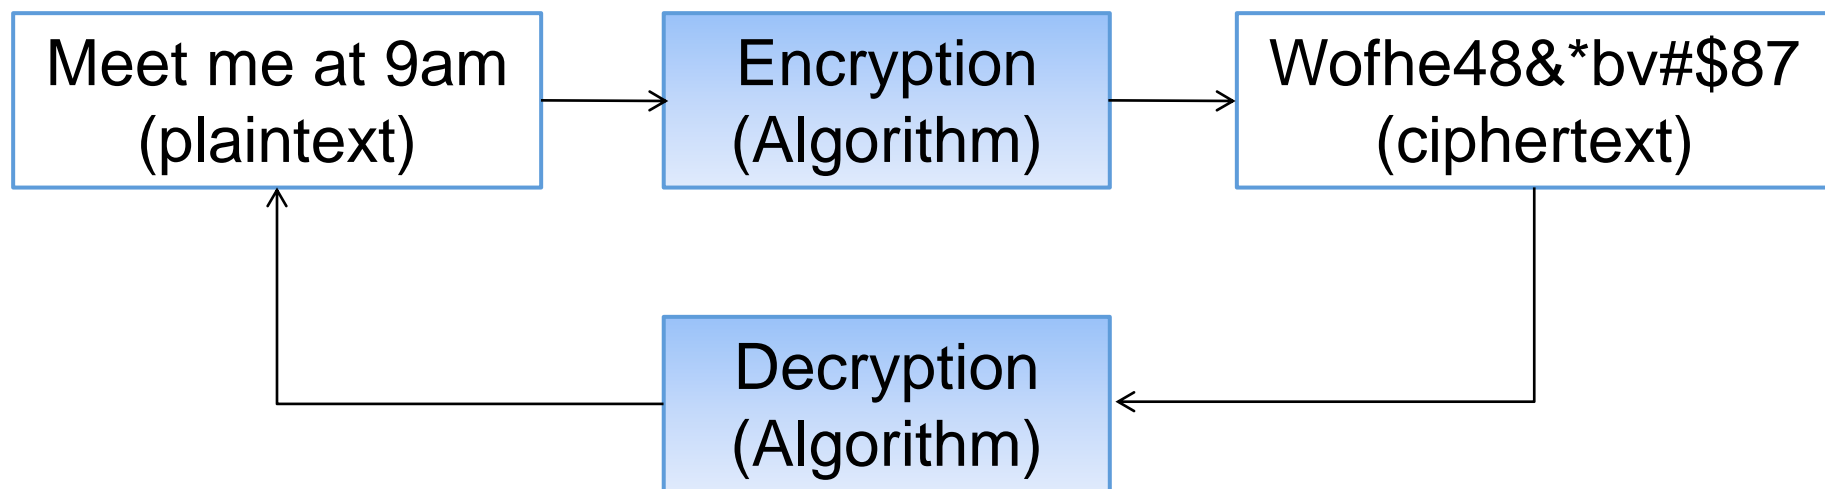 Meet me at 9am
(plaintext)
Encryption
(Algorithm)
Wofhe48&*bv#$87
(ciphertext)
Decryption
(Algorithm)